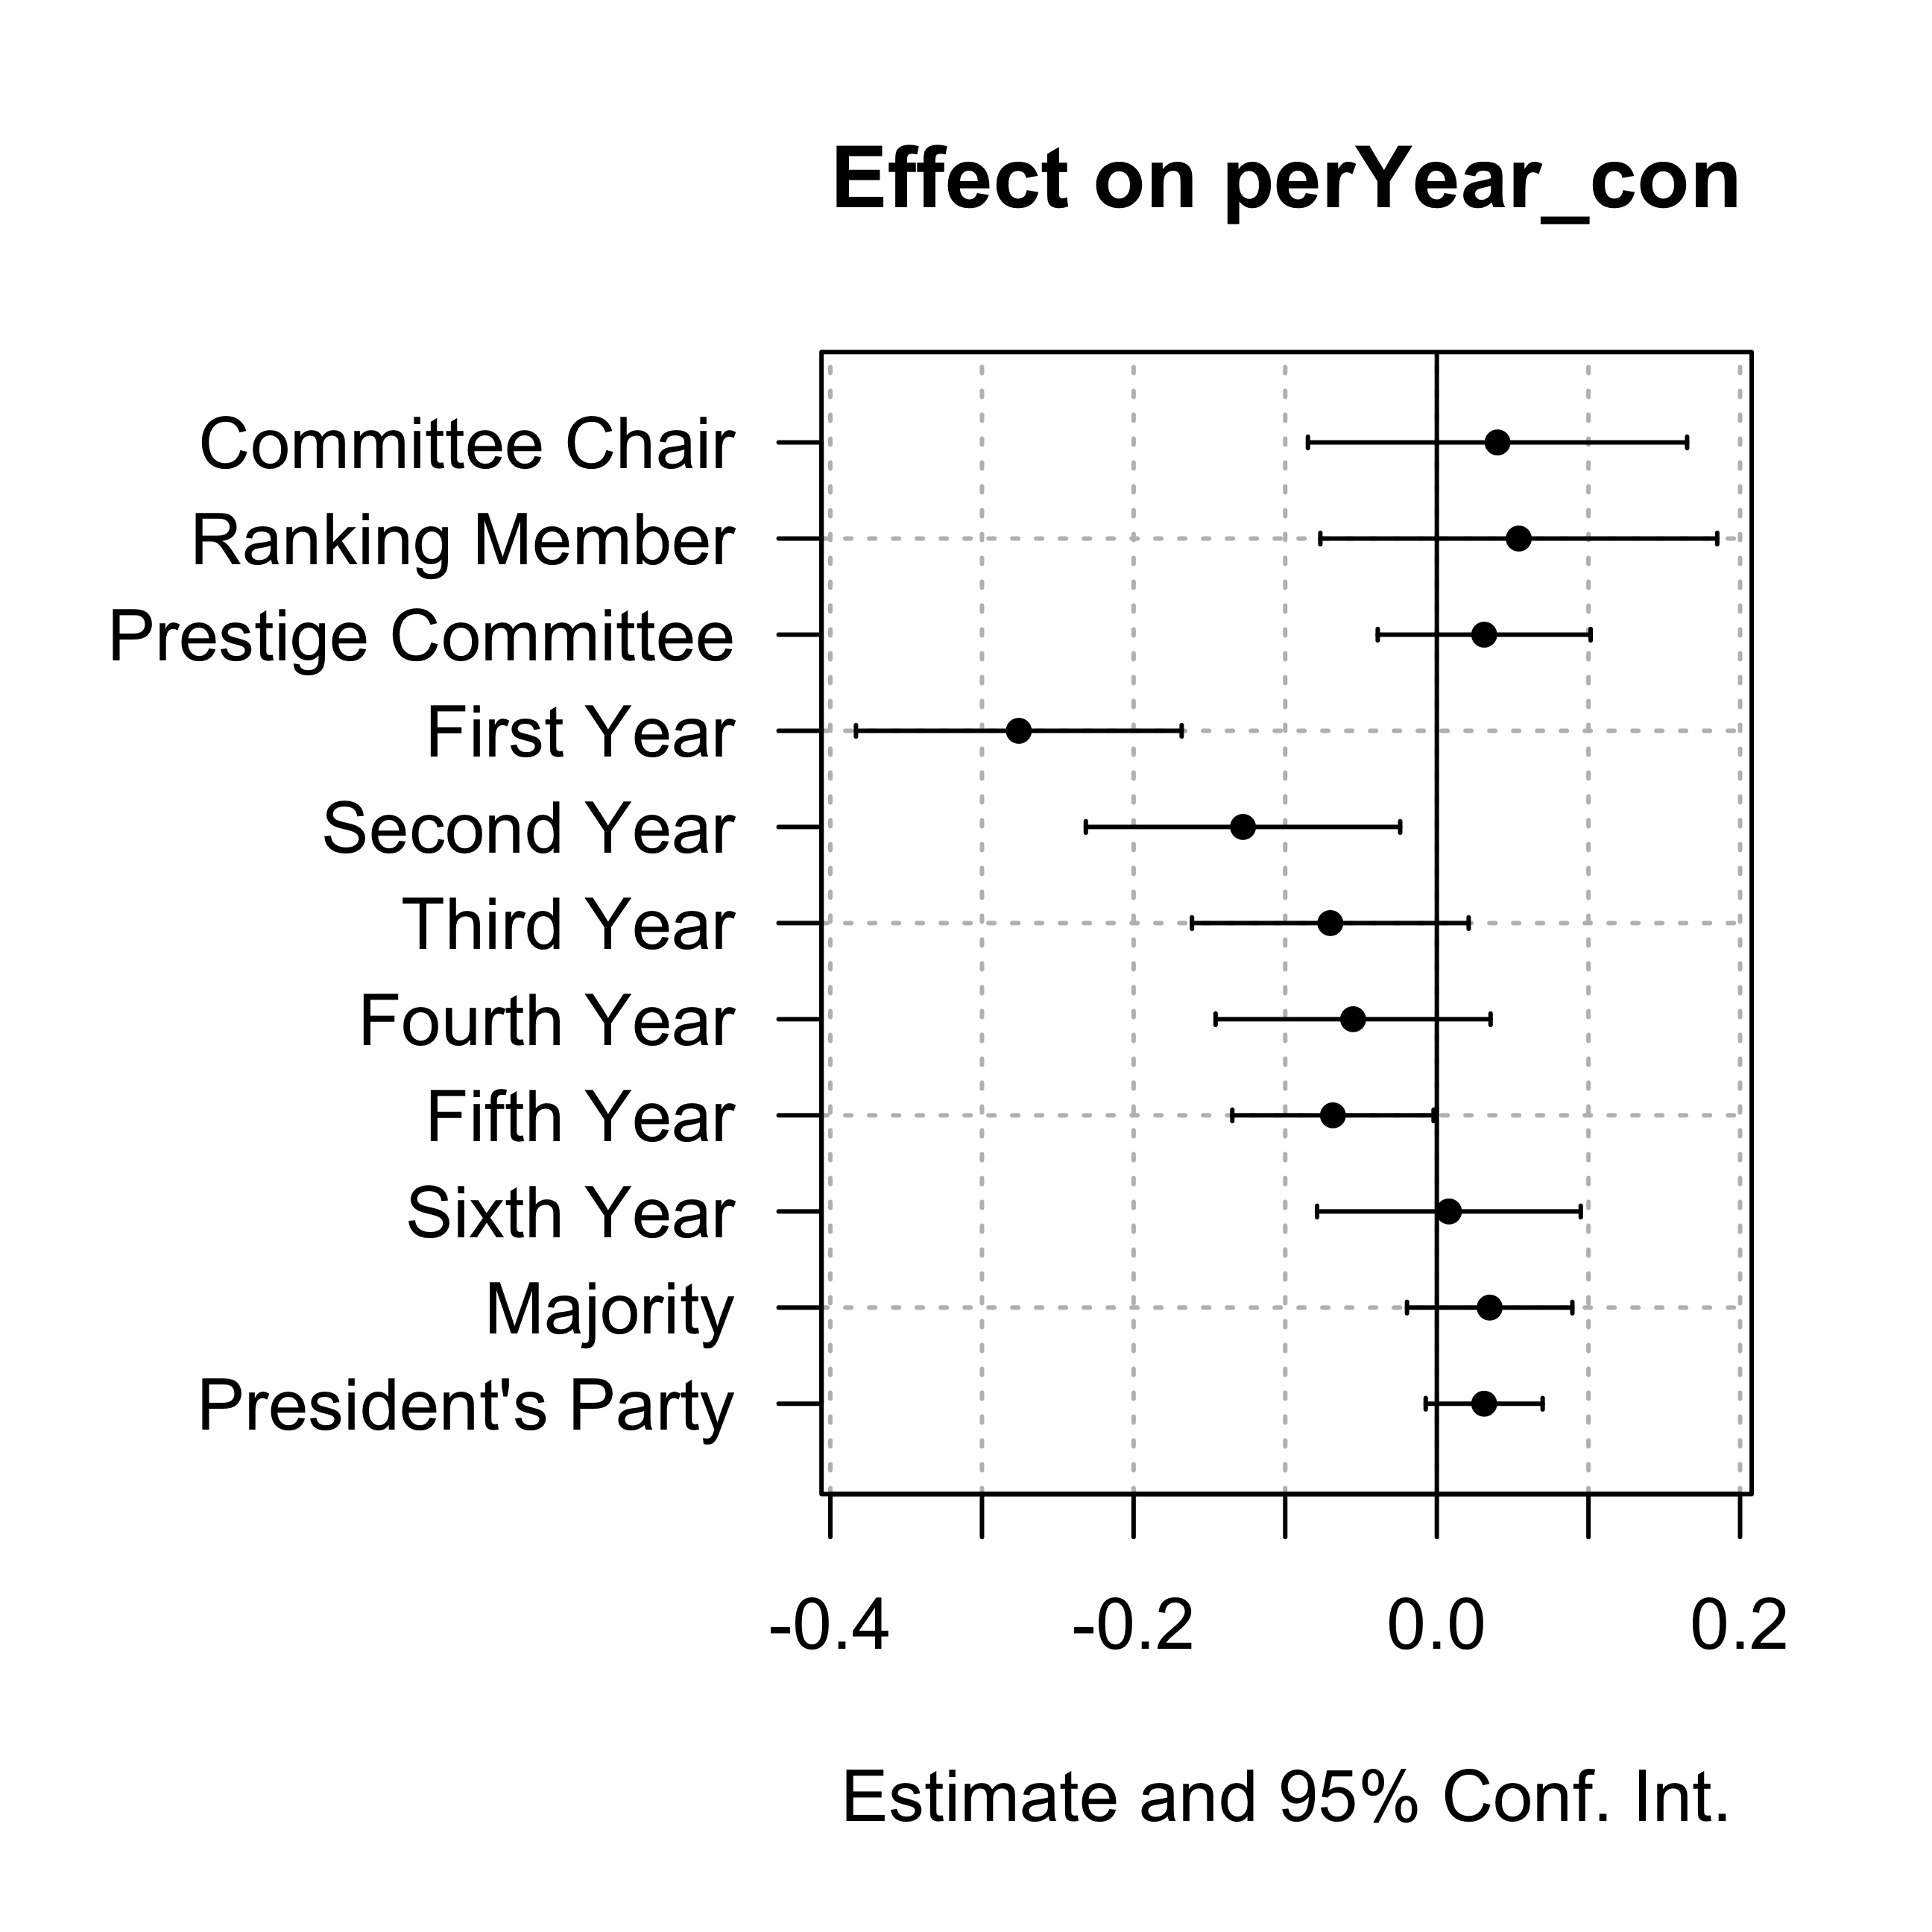 Effect on perYear_con
Committee Chair
Ranking Member
Prestige Committee
First Year
Second Year
Third Year
Fourth Year
Fifth Year
Sixth Year
Majority
President's Party
-0.4 -0.2 0.0 0.2
Estimate and 95% Conf. Int.